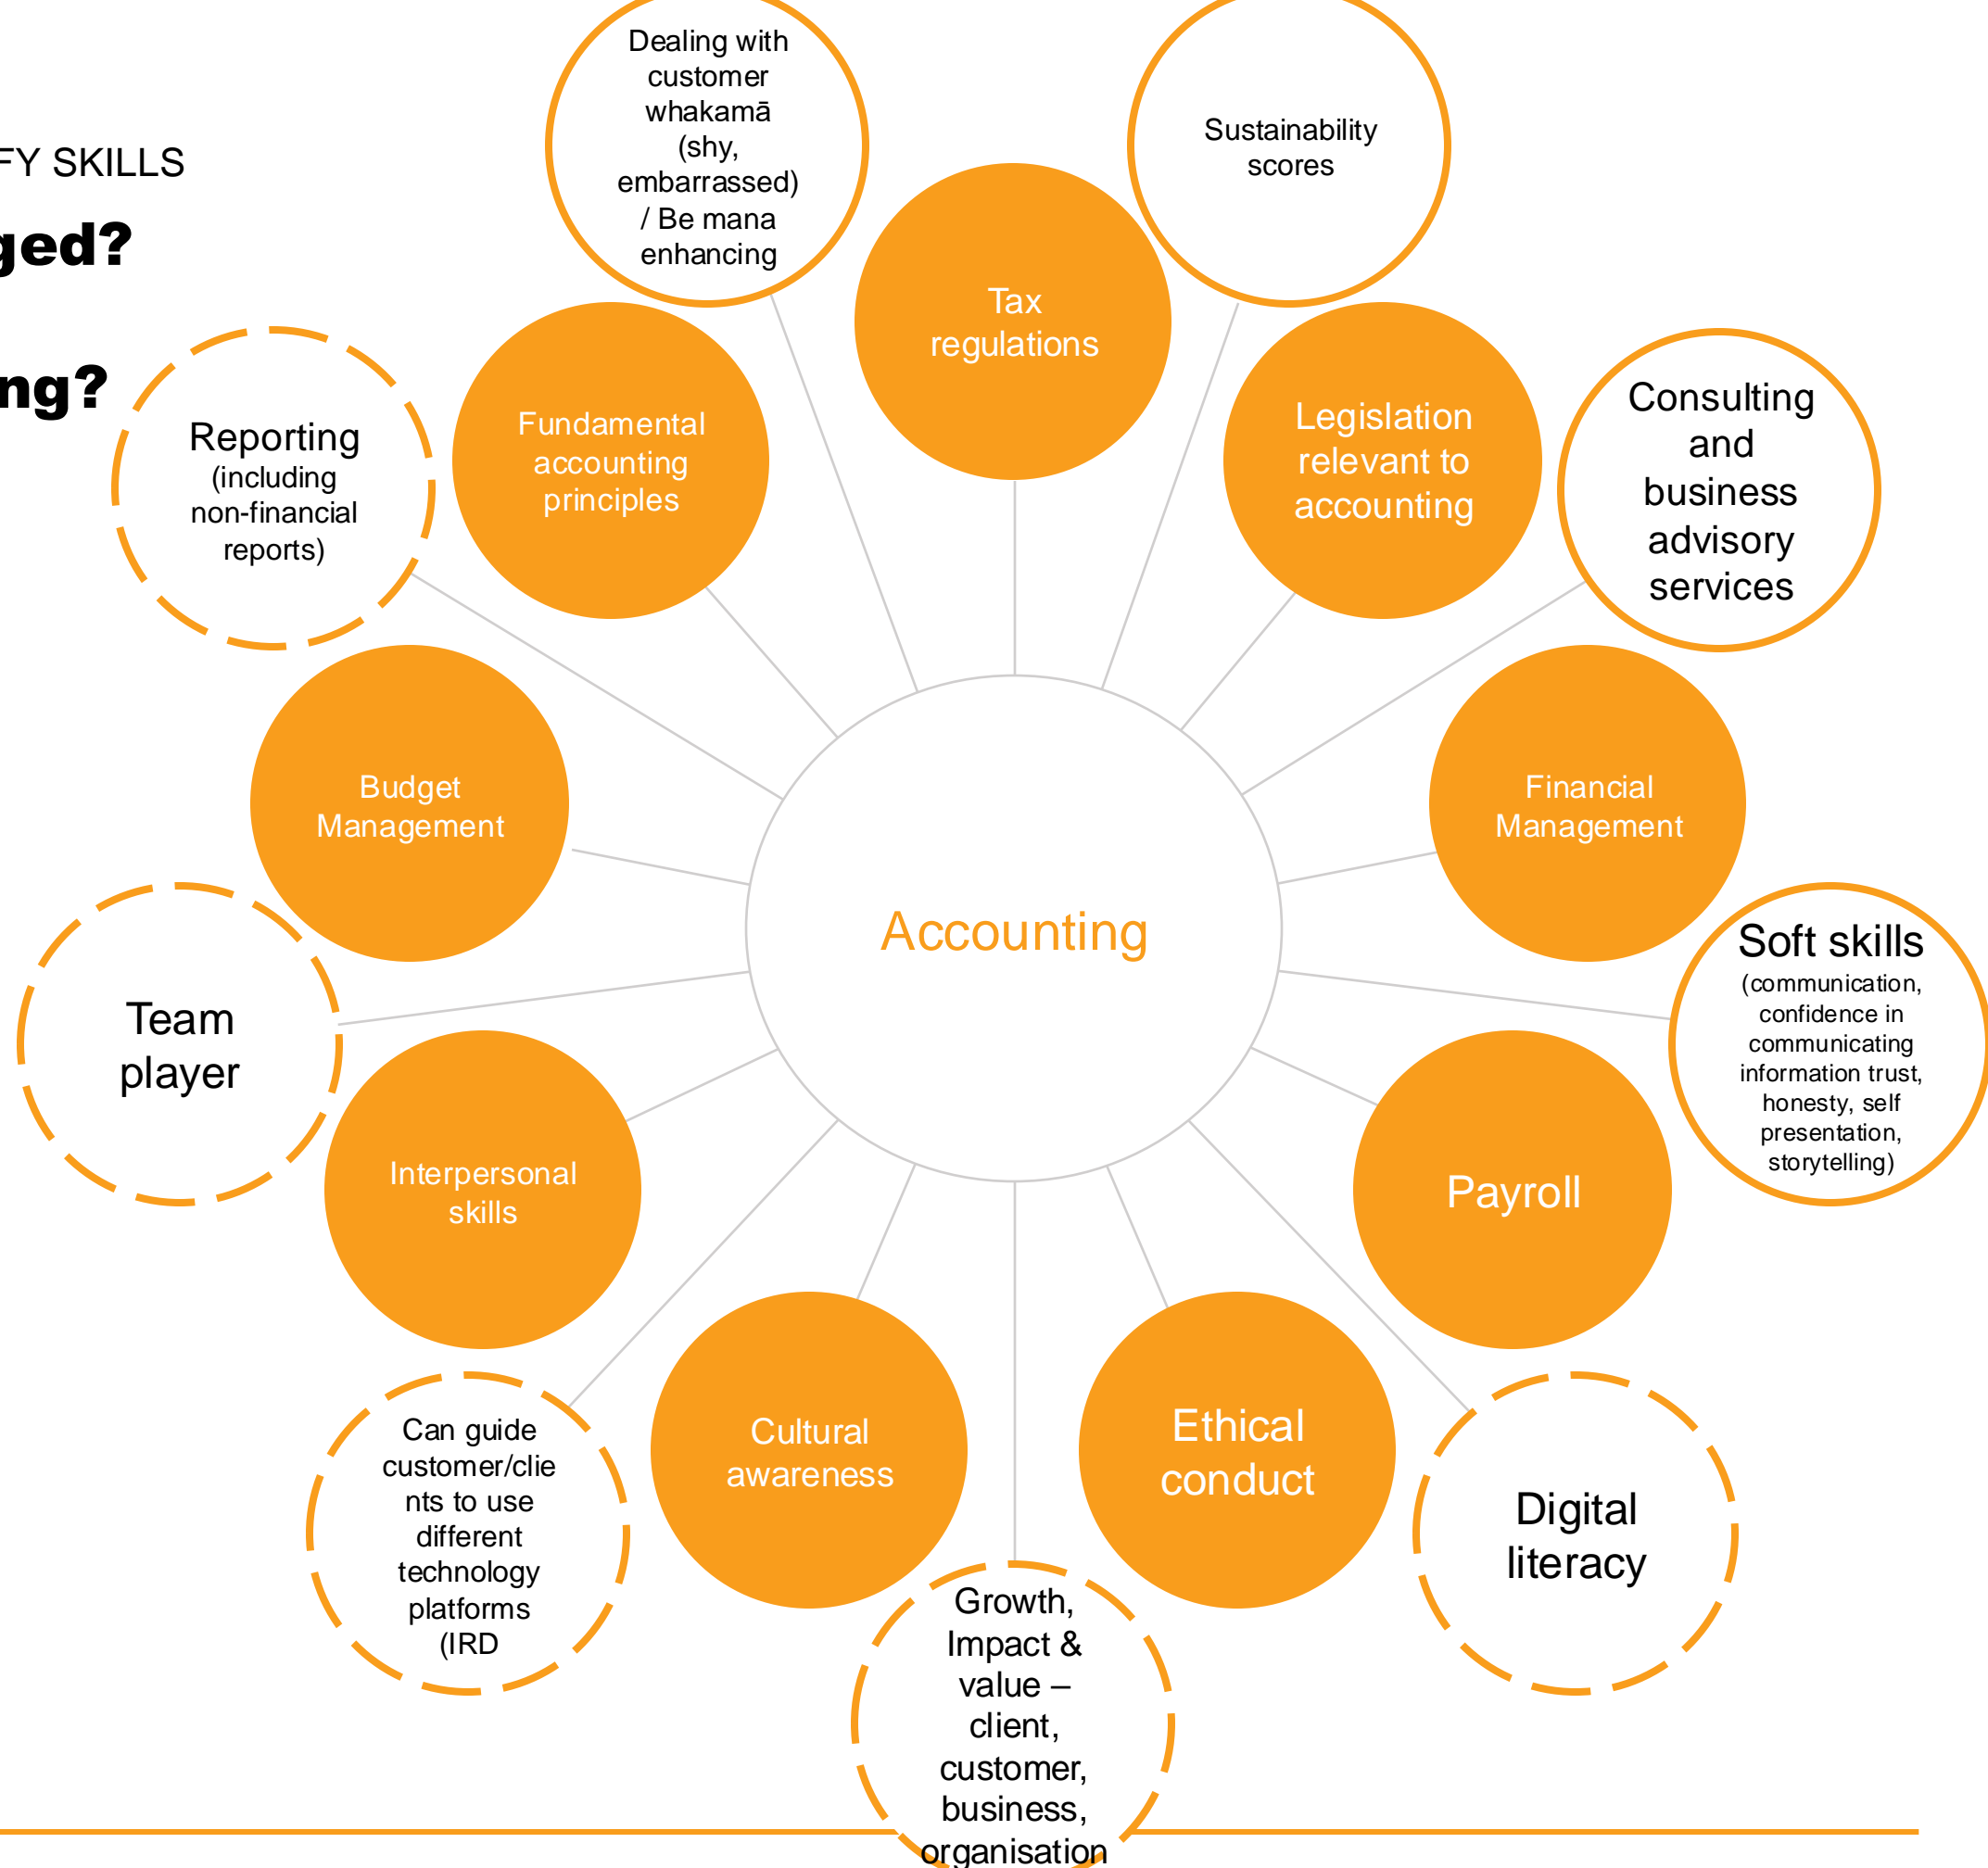 FY SKILLS
ged?
ng?
Dealing with
customer
whakamā
(shy,
embarrassed)
/ Be mana
enhancing
Sustainability
scores
Tax
regulations
Fundamental
accounting
principles
Legislation
relevant to
accounting
Consulting
and
business
advisory
services
Reporting
(including
non-financial
reports)
Budget
Management
Financial
Management
Accounting
Soft skills
(communication,
confidence in
communicating
information trust,
honesty, self
presentation,
storytelling)
Team
player
Interpersonal
skills
Payroll
Can guide
customer/clie
nts to use
different
technology
platforms
(IRD
Cultural
awareness
Ethical
conduct
Digital
literacy
Growth,
Impact &
value –
client,
customer,
business,
organisation